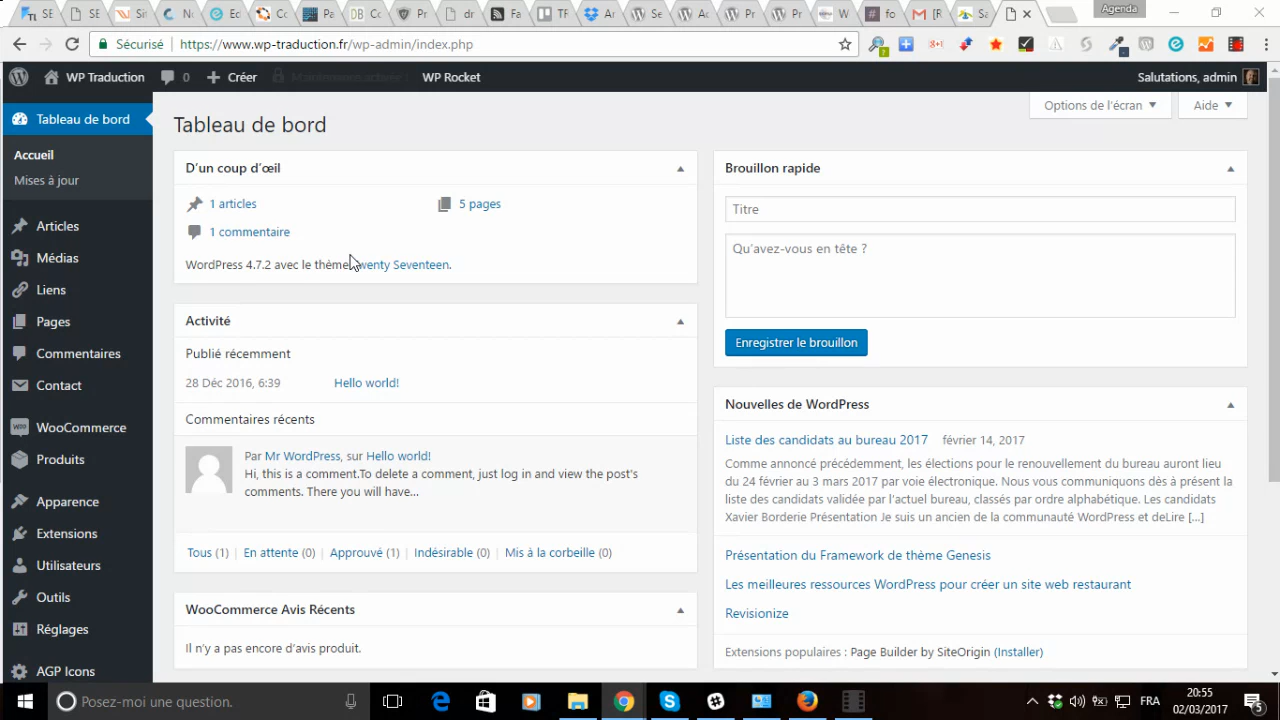 Agenda
Sécurisé
https://www.wp-traduction.fr/wp-admin/index.php
WP Traduction
0
Créer
WP Rocket
Salutations, admin
Tableau de bord
Accueil
Mises à jour
Articles
Médias
Liens
Pages
Commentaires
Contact
WooCommerce
Produits
Apparence
Extensions
Utilisateurs
Outils
Réglages
AGP Icons
Options de l'écran
Aide
Tableau de bord
D'un coup d'œil
1 articles
5 pages
1 commentaire
WordPress 4.7.2 avec le thème Twenty Seventeen.
Activité
Publié récemment
28 Déc 2016, 6:39
Hello world!
Commentaires récents
Par Mr WordPress, sur Hello world!
Hi, this is a comment.To delete a comment, just log in and view the post's
comments. There you will have...
Tous (1)
En attente (0)
Approuvé (1)
Indésirable (0)
Mis à la corbeille (0)
WooCommerce Avis Récents
Il n'y a pas encore d'avis produit.
Brouillon rapide
Titre
Qu'avez-vous en tête ?
Enregistrer le brouillon
Nouvelles de WordPress
Liste des candidats au bureau 2017
février 14, 2017
Comme annoncé précédemment, les élections pour le renouvellement du bureau auront lieu
du 24 février au 3 mars 2017 par voie électronique. Nous vous communiquons dès à présent la
liste des candidats validée par l'actuel bureau, classés par ordre alphabétique. Les candidats
Xavier Borderie Présentation Je suis un ancien de la communauté WordPress et deLire [...]
Présentation du Framework de thème Genesis
Les meilleures ressources WordPress pour créer un site web restaurant
Revisionize
Extensions populaires : Page Builder by SiteOrigin (Installer)
Posez-moi une question.
FRA
20:55
02/03/2017
5